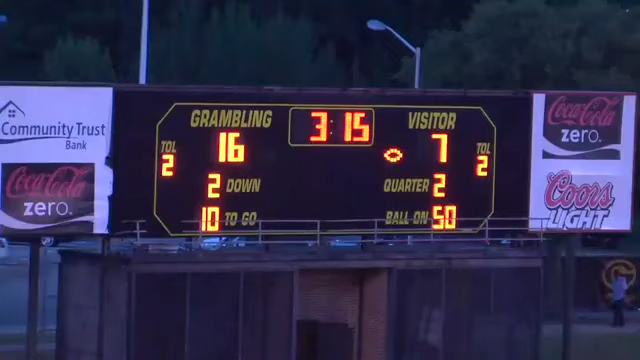 Community Trust
Bank
Coca-Cola
zero
GRAMBLING
3:15
VISITOR
TOL
2
16
7
TOL
2
2 DOWN
QUARTER 2
10 TO GO
BALL ON 50
Coca-Cola
zero
Coors
LIGHT